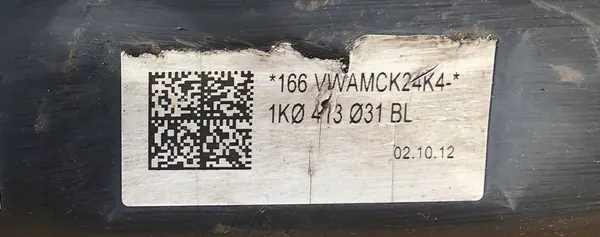 *166 VWAMCK24K4-*
1KØ 413 Ø31 BL
02.10.12